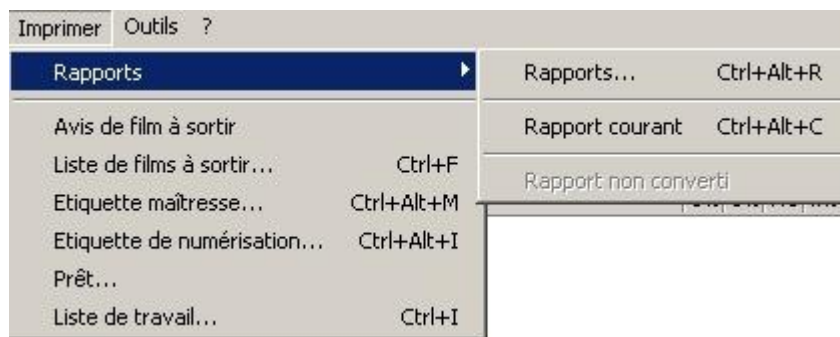 Imprimer Outils ?
Rapports
Avis de film à sortir
Liste de films à sortir... Ctrl+F
Etiquette maîtresse... Ctrl+Alt+M
Etiquette de numérisation... Ctrl+Alt+I
Prêt...
Liste de travail... Ctrl+I
Rapports... Ctrl+Alt+R
Rapport courant Ctrl+Alt+C
Rapport non converti